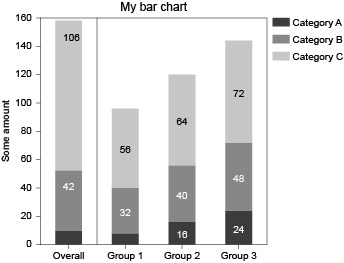 My bar chart
160
140
120
100
80
60
40
20
0
Some amount
106
42
56
32
64
40
16
72
48
24
Overall
Group 1
Group 2
Group 3
Category A
Category B
Category C